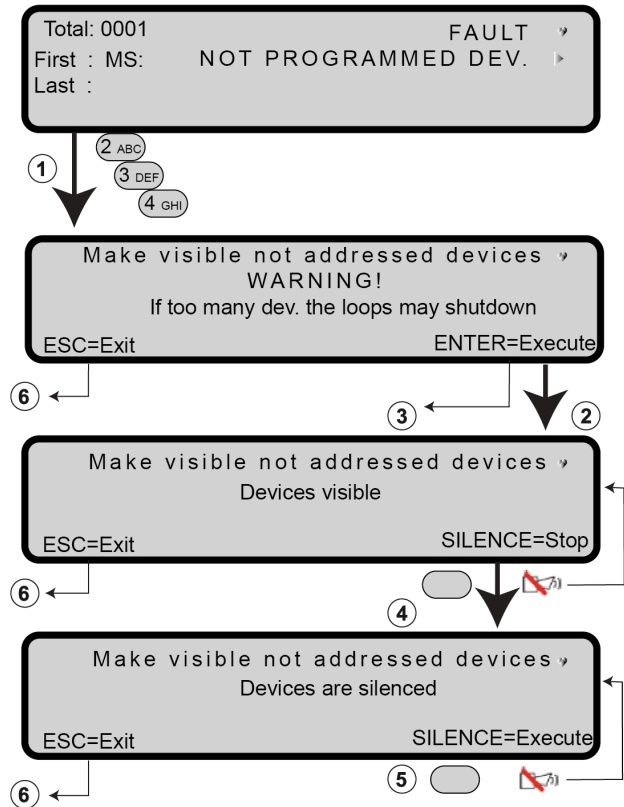 Total: 0001 FAULT
First : MS: NOT PROGRAMMED DEV.
Last :
1
2 ABC
3 DEF
4 GHI
Make visible not addressed devices
WARNING!
If too many dev. the loops may shutdown
ESC=Exit ENTER=Execute
6 3 2
Make visible not addressed devices
Devices visible
ESC=Exit SILENCE=Stop
6 4
Make visible not addressed devices
Devices are silenced
ESC=Exit SILENCE=Execute
6 5